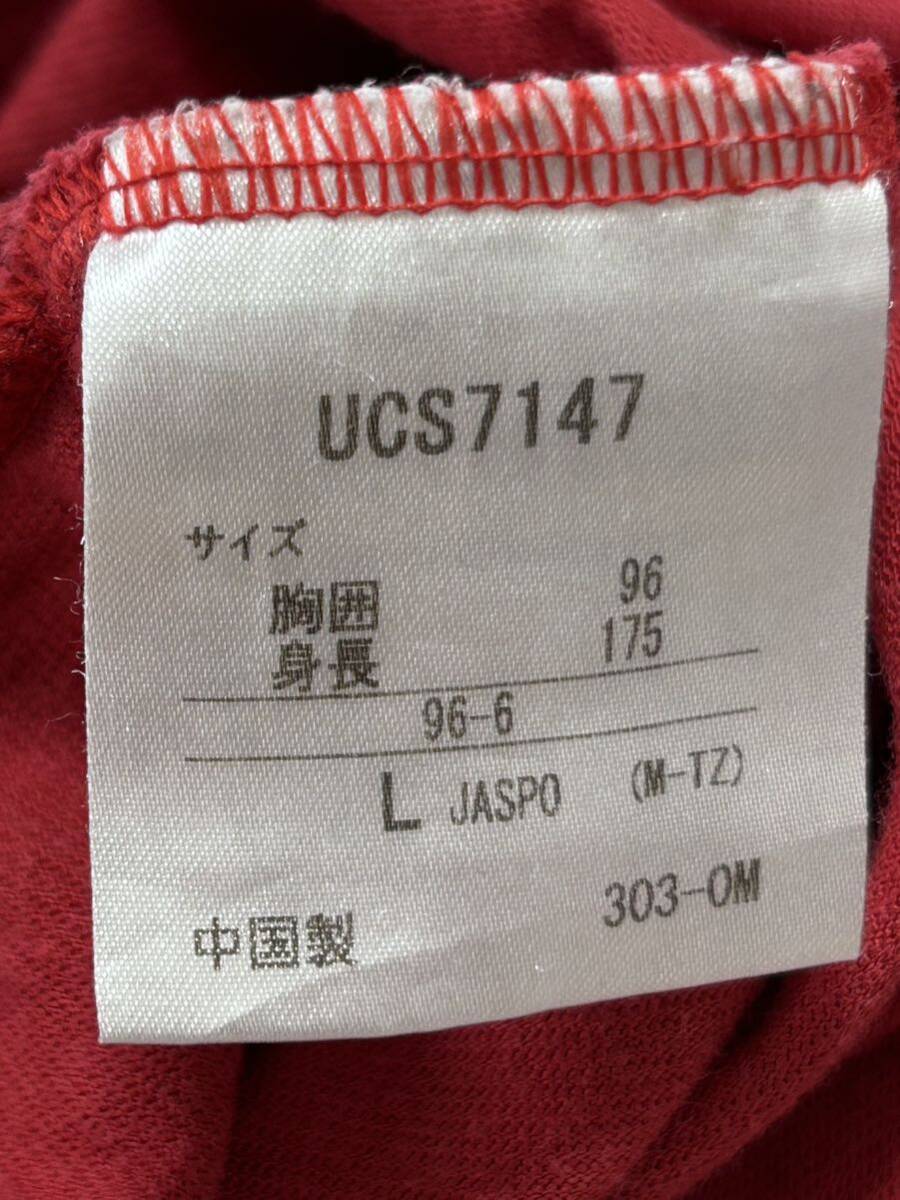 UCS7147
サイズ
胸囲 96
身長 175
96-6
L JASPO (M-TZ)
303-OM
中国製